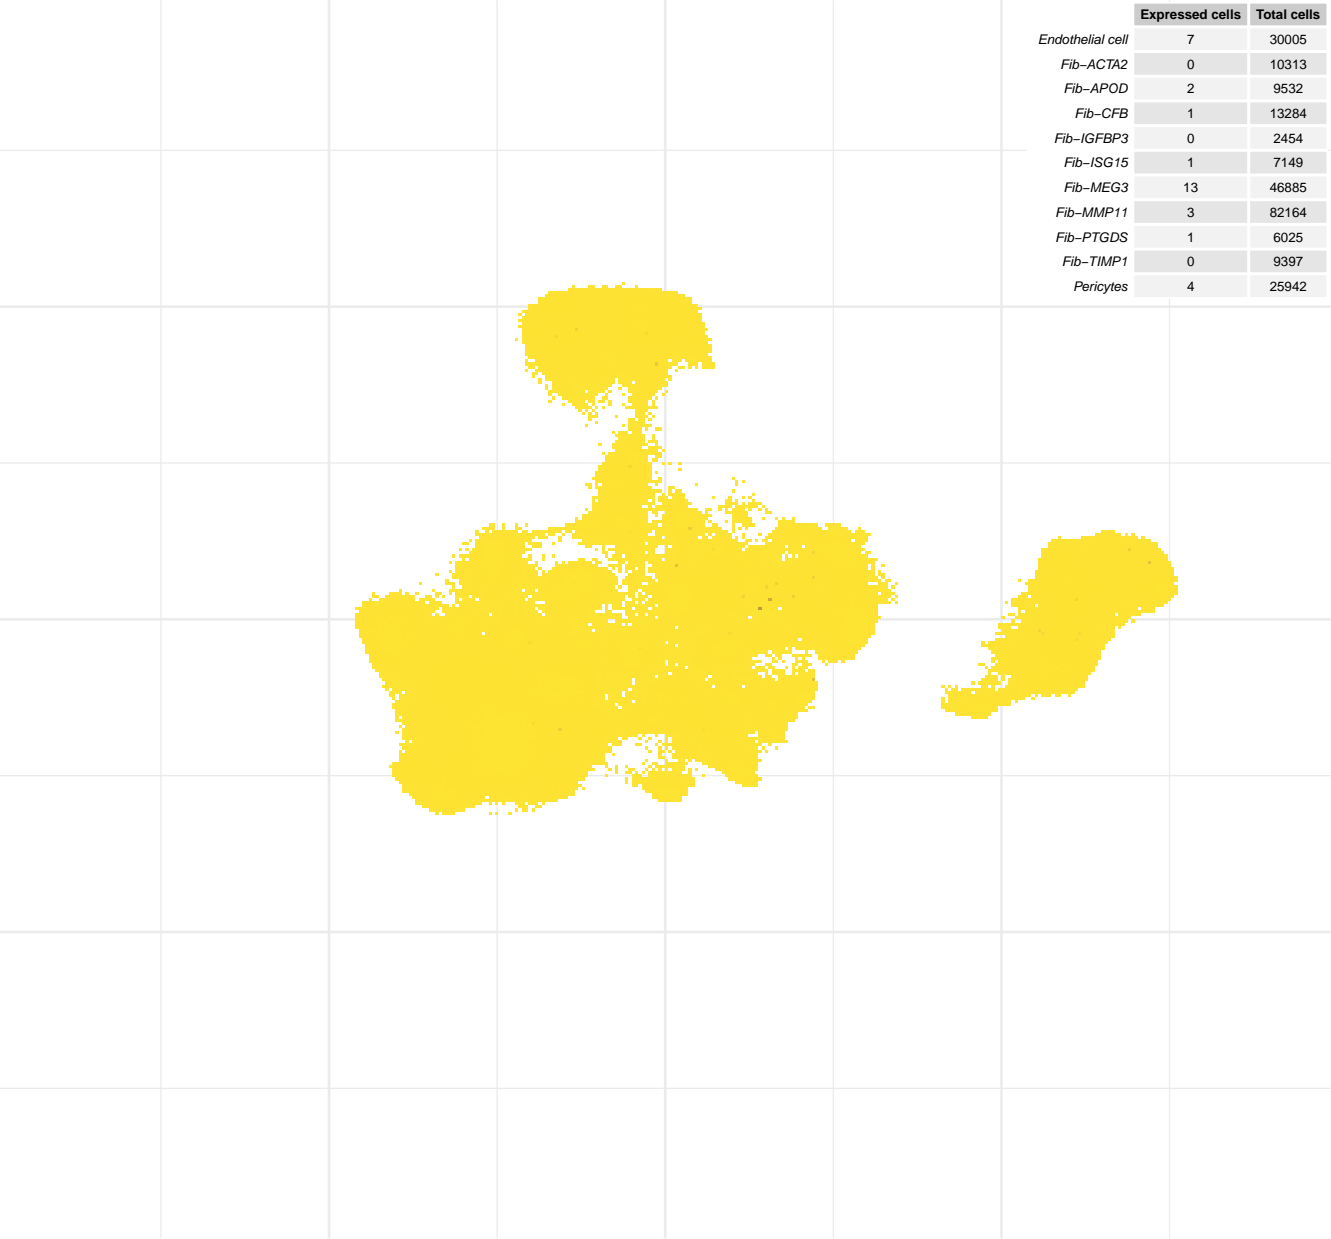 Expressed cells Total cells
Endothelial cell 7 30005
Fib−ACTA2 0 10313
Fib−APOD 2 9532
Fib−CFB 1 13284
Fib−IGFBP3 0 2454
Fib−ISG15 1 7149
Fib−MEG3 13 46885
Fib−MMP11 3 82164
Fib−PTGDS 1 6025
Fib−TIMP1 0 9397
Pericytes 4 25942